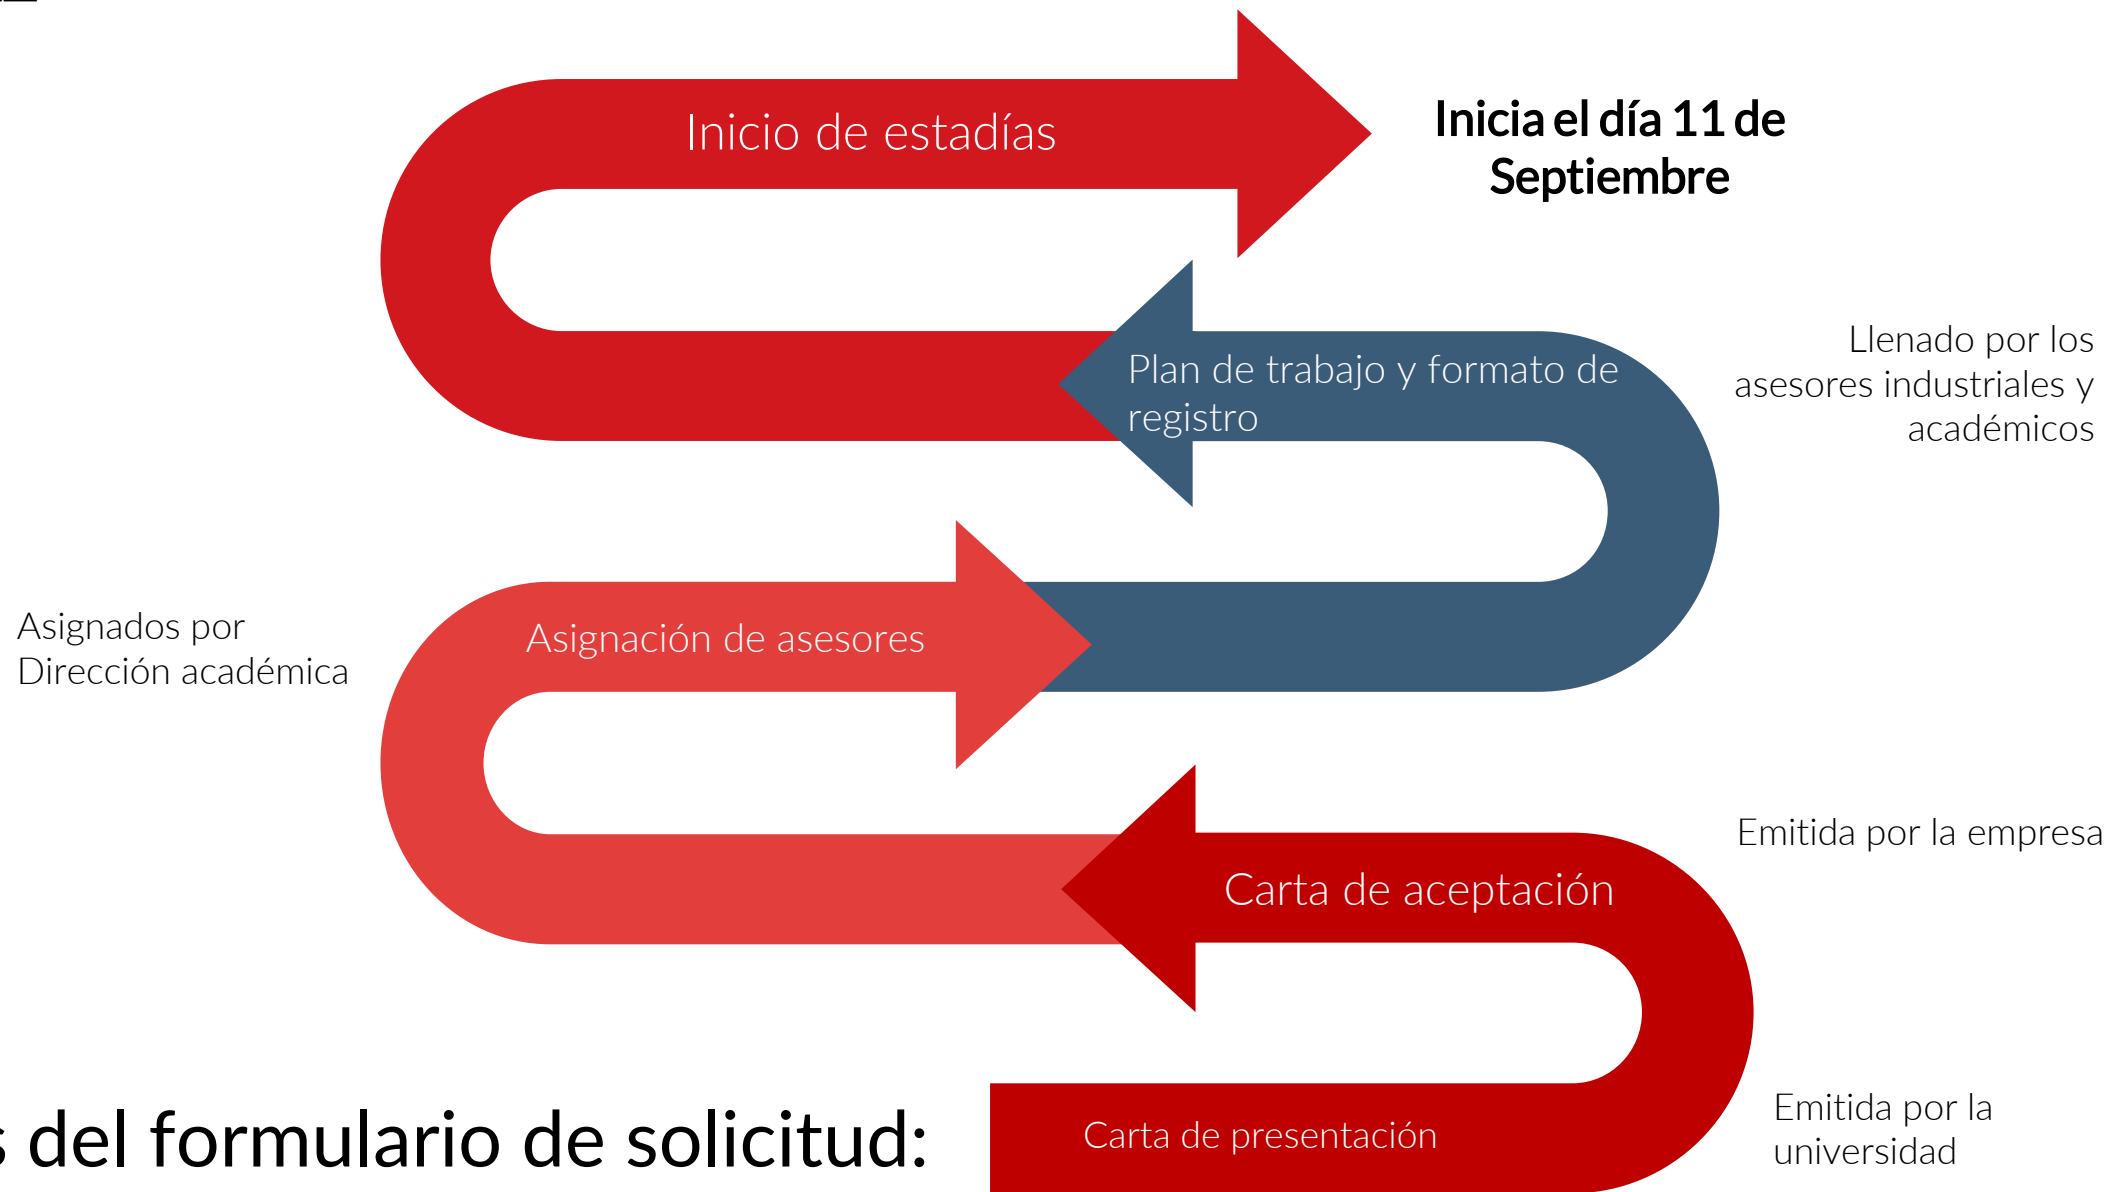 Inicio de estadías
Inicia el día 11 de
Septiembre
Plan de trabajo y formato de
registro
Llenado por los
asesores industriales y
académicos
Asignados por
Dirección académica
Asignación de asesores
Emitida por la empresa
Carta de aceptación
del formulario de solicitud:
Carta de presentación
Emitida por la
universidad